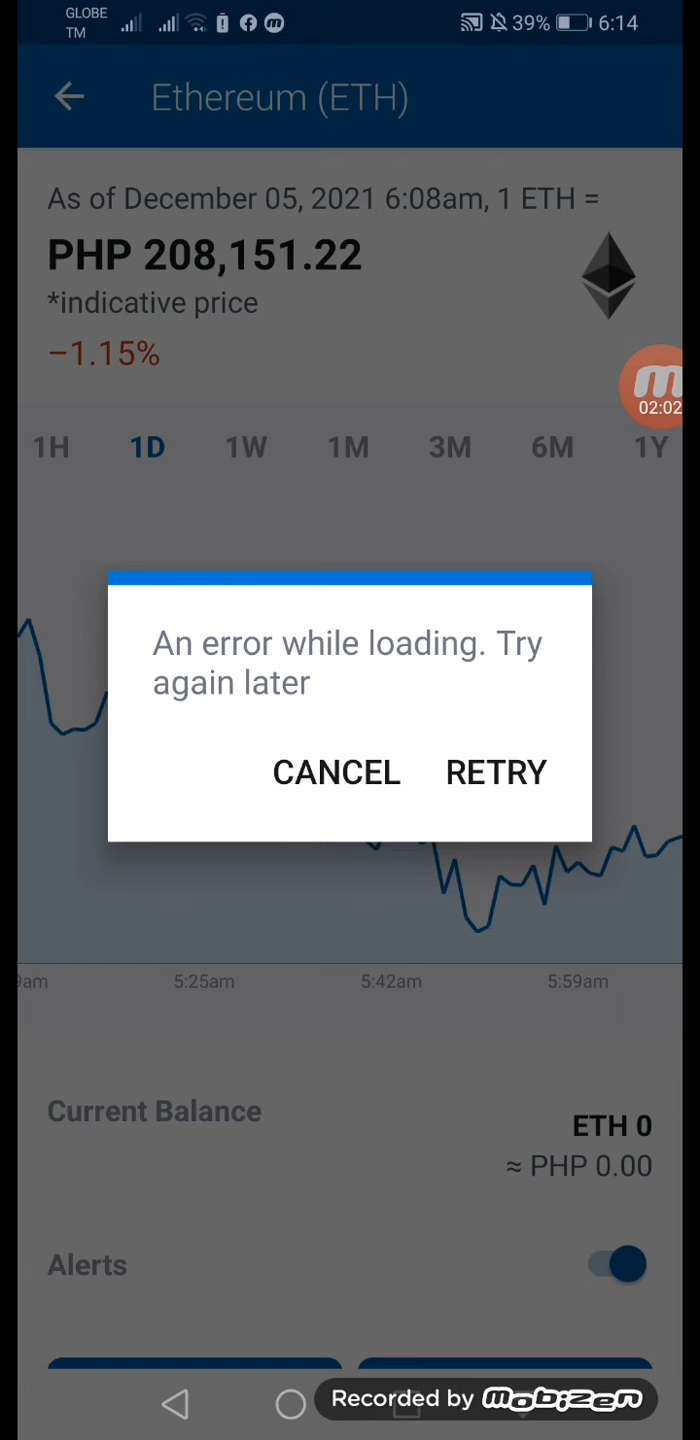 GLOBE
TM
39% 6:14
Ethereum (ETH)
As of December 05, 2021 6:08am, 1 ETH =
PHP 208,151.22
*indicative price
−1.15%
02:02
1H 1D 1W 1M 3M 6M 1Y
An error while loading. Try
again later
CANCEL RETRY
9am 5:25am 5:42am 5:59am
Current Balance
ETH 0
≈ PHP 0.00
Alerts
Recorded by Mobizen